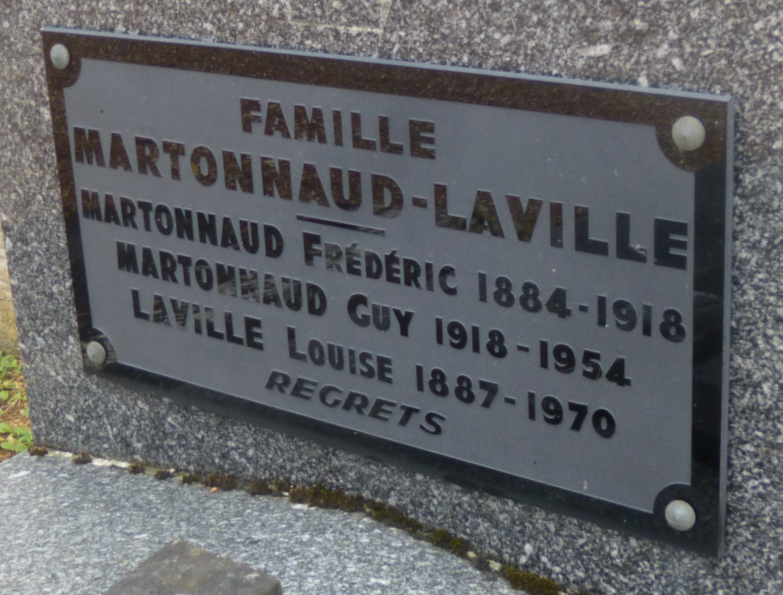 FAMILLE
MARTONNAUD-LAVILLE
MARTONNAUD FRÉDÉRIC 1884-1918
MARTONNAUD GUY 1918-1954
LAVILLE LOUISE 1887-1970
REGRETS